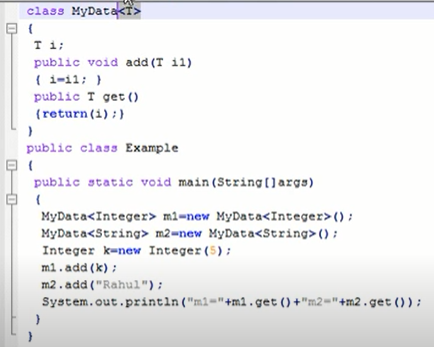 class MyData<T>
{
T i;
public void add(T i1)
{ i=i1; }
public T get()
{return(i);}
}
public class Example
{
public static void main(String[]args)
{
MyData<Integer> m1=new MyData<Integer>();
MyData<String> m2=new MyData<String>();
Integer k=new Integer(5);
m1.add(k);
m2.add("Rahul");
System.out.println("m1="+m1.get()+"m2="+m2.get());
}
}